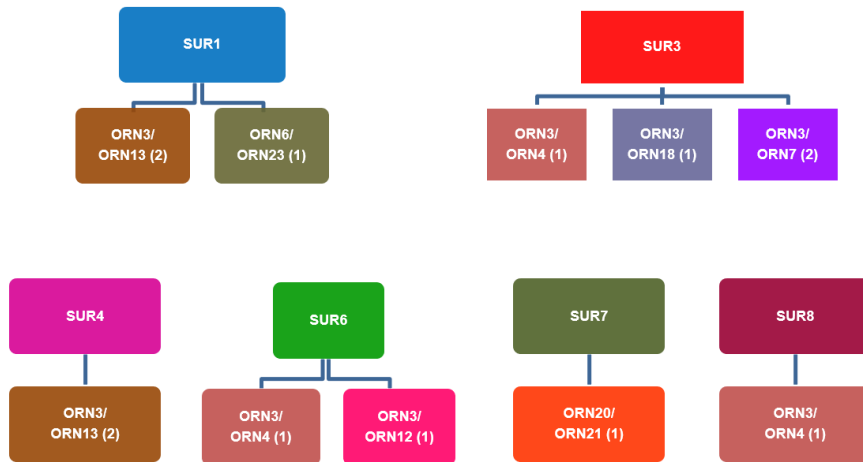 SUR1
SUR3
ORN3/
ORN13 (2)
ORN6/
ORN23 (1)
ORN3/
ORN4 (1)
ORN3/
ORN18 (1)
ORN3/
ORN7 (2)
SUR4
SUR6
SUR7
SUR8
ORN3/
ORN13 (2)
ORN3/
ORN4 (1)
ORN3/
ORN12 (1)
ORN20/
ORN21 (1)
ORN3/
ORN4 (1)